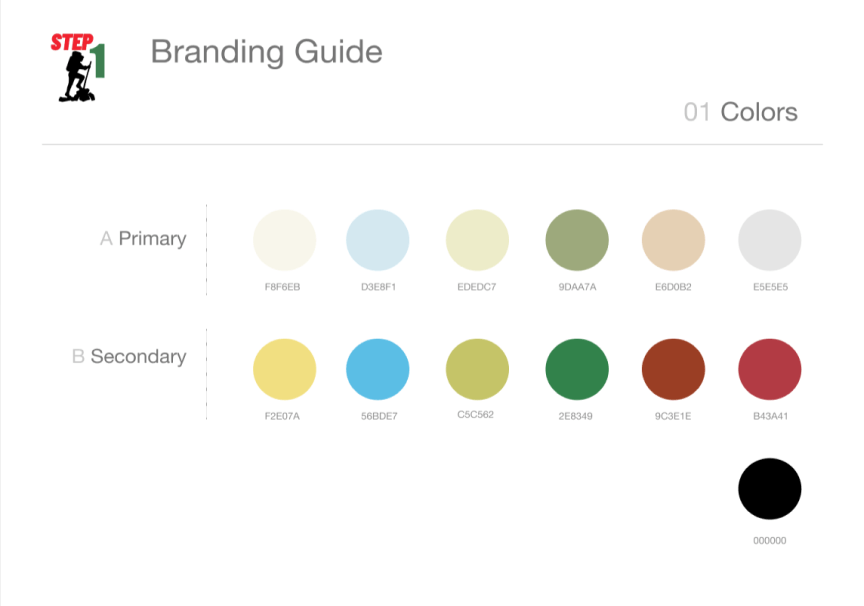 STEP
1
Branding Guide
01 Colors
A Primary
F8F6EB D3E8F1 EDEDC7 9DAA7A E6D0B2 E5E5E5
B Secondary
F2E07A 56BDE7 C5C562 2E8349 9C3E1E B43A41
000000